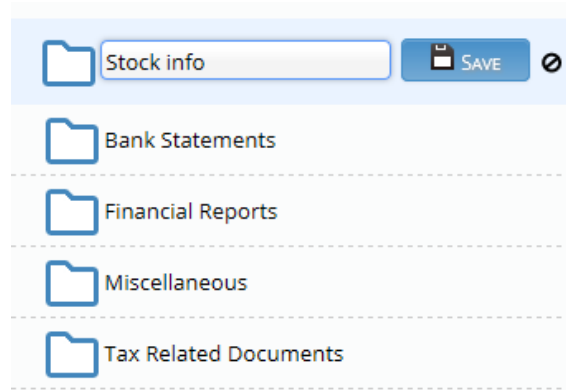 Stock info SAVE
Bank Statements
Financial Reports
Miscellaneous
Tax Related Documents